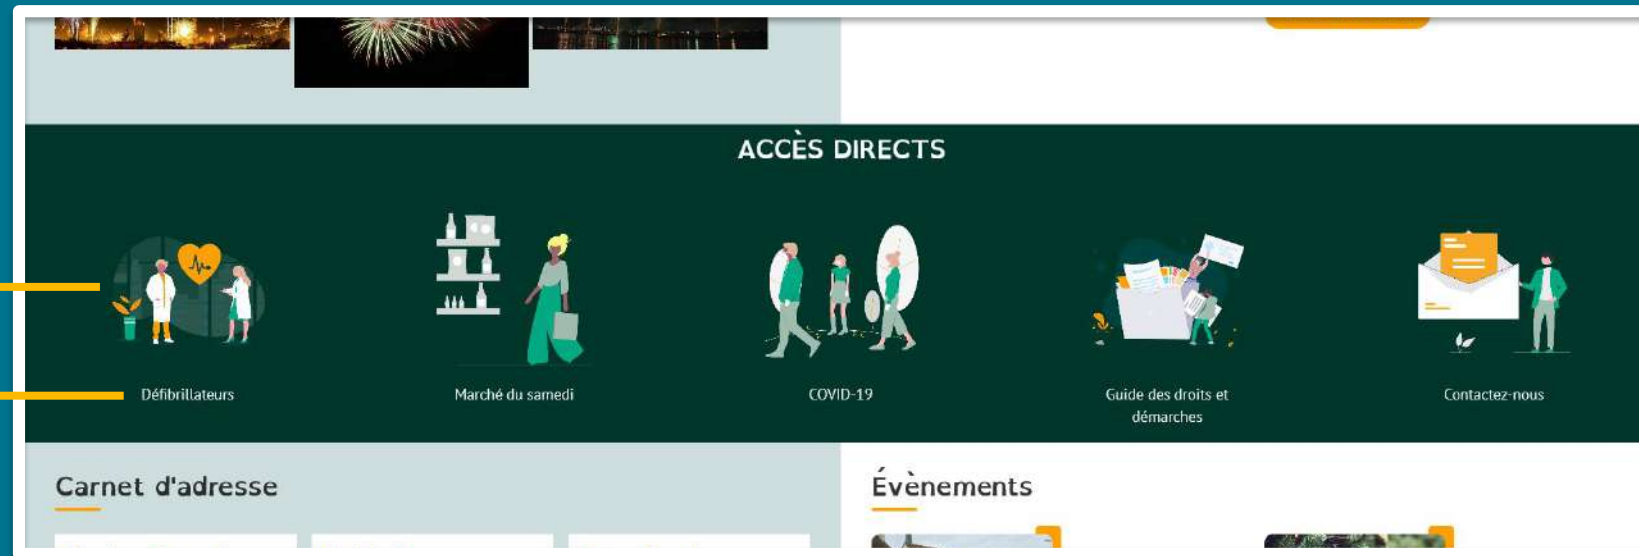 ACCÈS DIRECTS
Défibrillateurs
Marché du samedi
COVID-19
Guide des droits et
démarches
Contactez-nous
Carnet d'adresse
Évènements